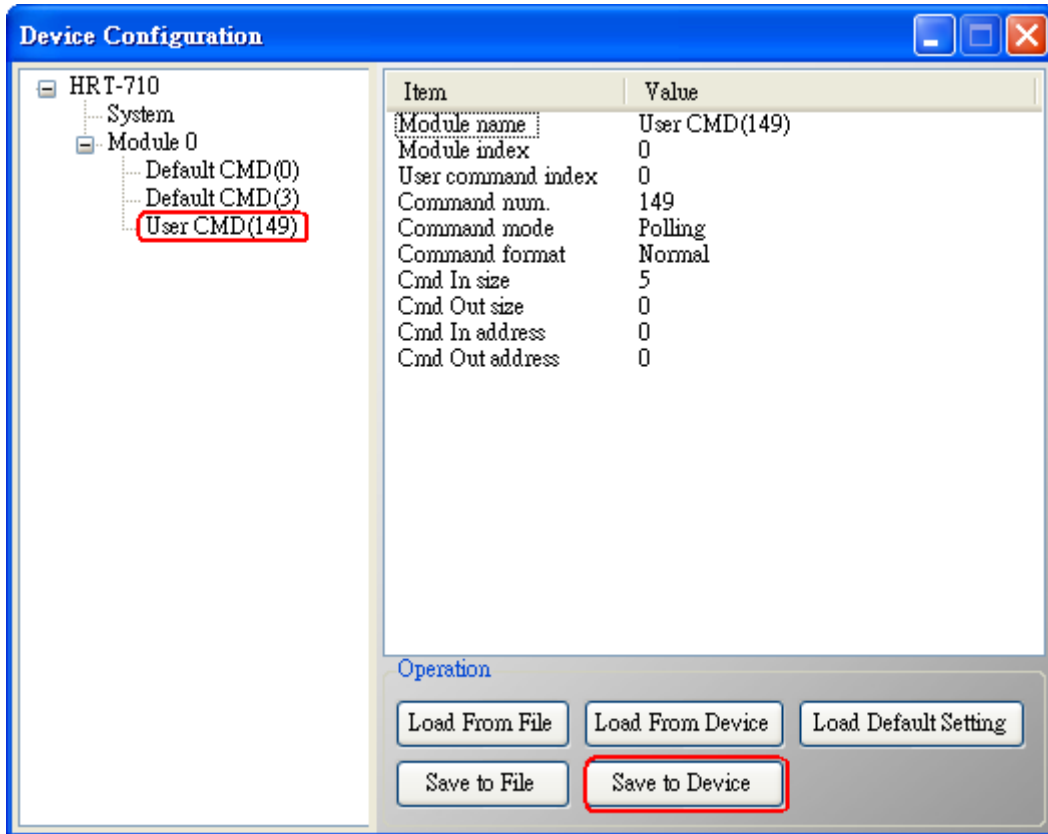 Device Configuration
HRT-710
System
Module 0
Default CMD(0)
Default CMD(3)
User CMD(149)
Item Value
Module name User CMD(149)
Module index 0
User command index 0
Command num. 149
Command mode Polling
Command format Normal
Cmd In size 5
Cmd Out size 0
Cmd In address 0
Cmd Out address 0
Operation
Load From File Load From Device Load Default Setting
Save to File Save to Device